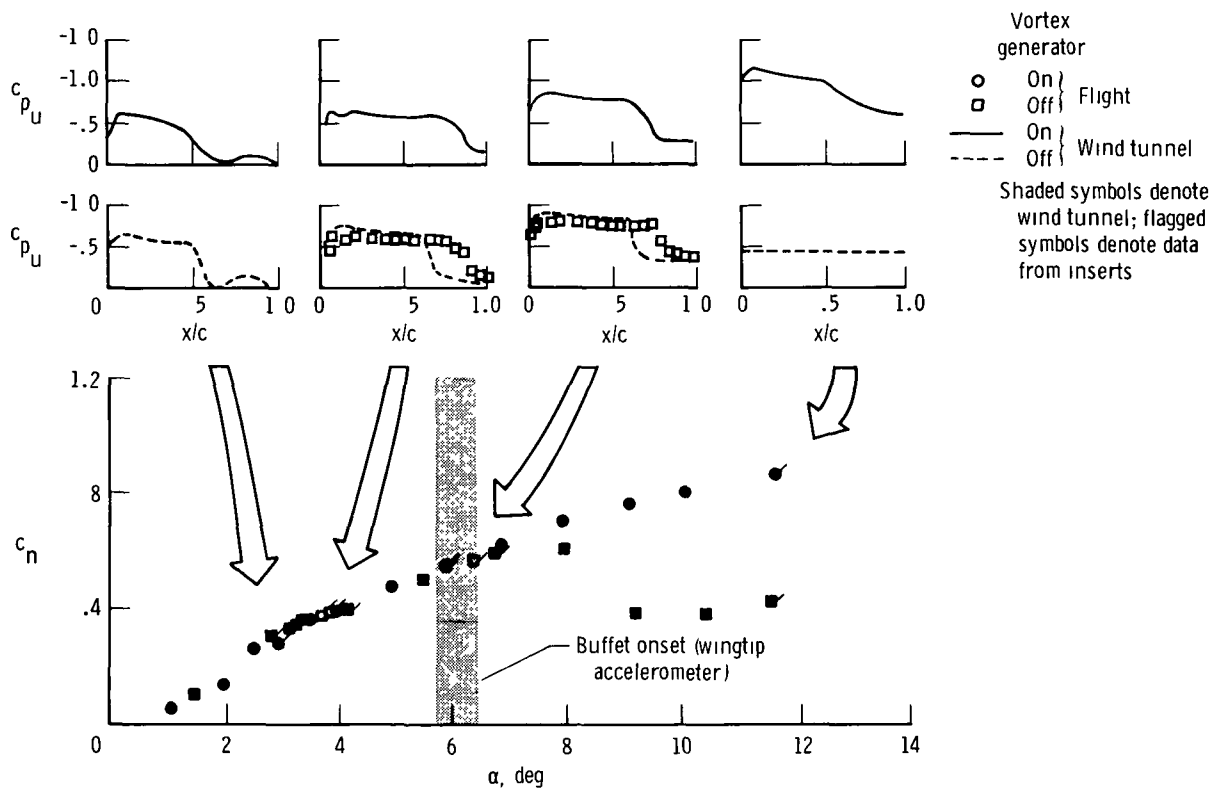 -1 0
-1.0
-.5
0
c p u
Vortex
generator
On
Off
Flight
On
Off
Wind tunnel
Shaded symbols denote
wind tunnel; flagged
symbols denote data
from inserts
-1 0
-.5
c p u
0 5 1 0
0 5 1.0
0 5 1.0
0 .5 1.0
x/c x/c x/c x/c
1.2
8
.4
0
c n
Buffet onset (wingtip
accelerometer)
2 4 6 8 10 12 14
α, deg